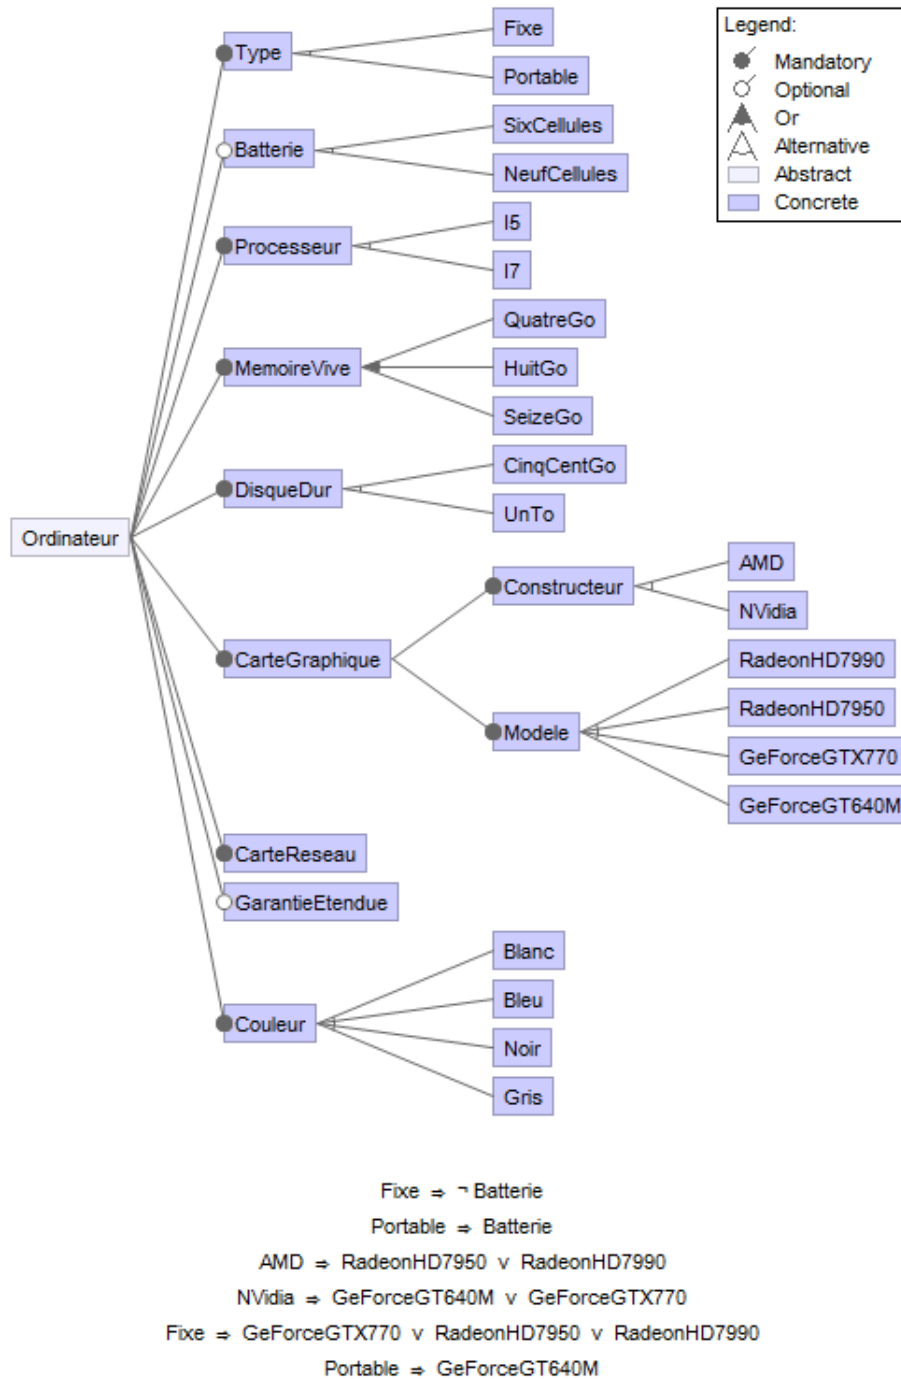 Legend:
Mandatory
Optional
Or
Alternative
Abstract
Concrete
Ordinateur
Type
Fixe
Portable
Batterie
SixCellules
NeufCellules
Processeur
I5
I7
MemoireVive
QuatreGo
HuitGo
SeizeGo
DisqueDur
CinqCentGo
UnTo
CarteGraphique
Constructeur
AMD
NVidia
Modele
RadeonHD7990
RadeonHD7950
GeForceGTX770
GeForceGT640M
CarteReseau
GarantieEtendue
Couleur
Blanc
Bleu
Noir
Gris
Fixe ⇒ ¬ Batterie
Portable ⇒ Batterie
AMD ⇒ RadeonHD7950 ∨ RadeonHD7990
NVidia ⇒ GeForceGT640M ∨ GeForceGTX770
Fixe ⇒ GeForceGTX770 ∨ RadeonHD7950 ∨ RadeonHD7990
Portable ⇒ GeForceGT640M